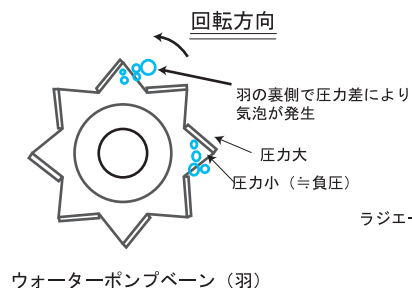 回転方向
羽の裏側で圧力差により
気泡が発生
圧力大
圧力小（≒負圧）
ラジエー
ウォーターポンプベーン（羽）